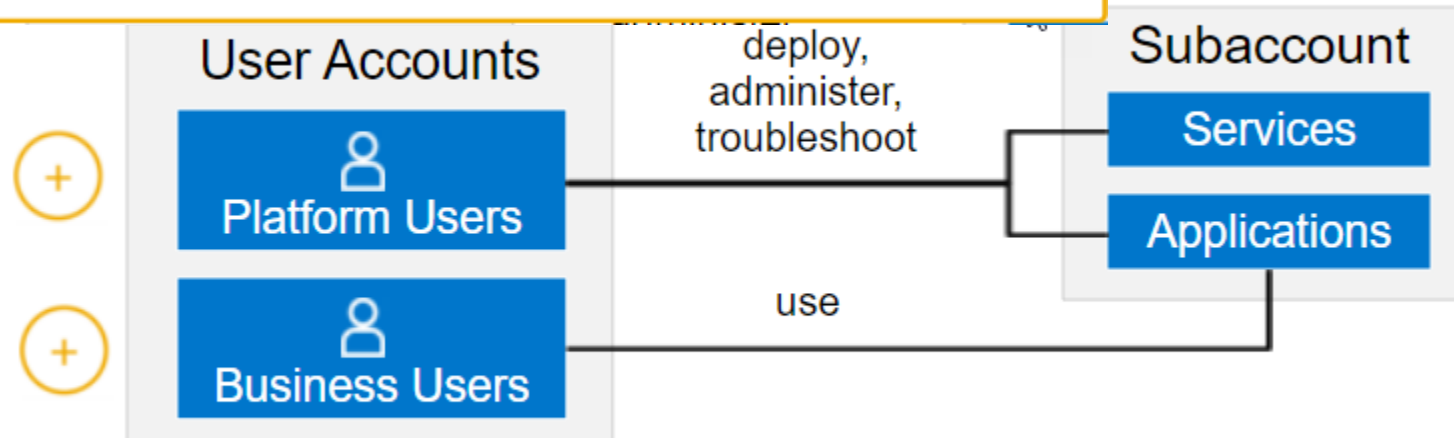 User Accounts
deploy,
administer,
troubleshoot
Subaccount
Services
+
Platform Users
Applications
use
+
Business Users